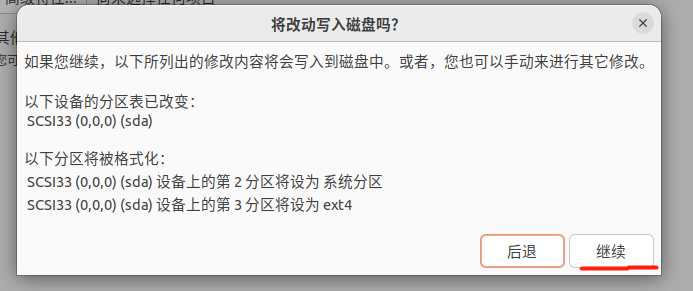 将改动写入磁盘吗？
如果您继续，以下所列出的修改内容将会写入到磁盘中。或者，您也可以手动来进行其它修改。
以下设备的分区表已改变：
SCSI33 (0,0,0) (sda)
以下分区将被格式化：
SCSI33 (0,0,0) (sda) 设备上的第 2 分区将设为 系统分区
SCSI33 (0,0,0) (sda) 设备上的第 3 分区将设为 ext4
后退
继续